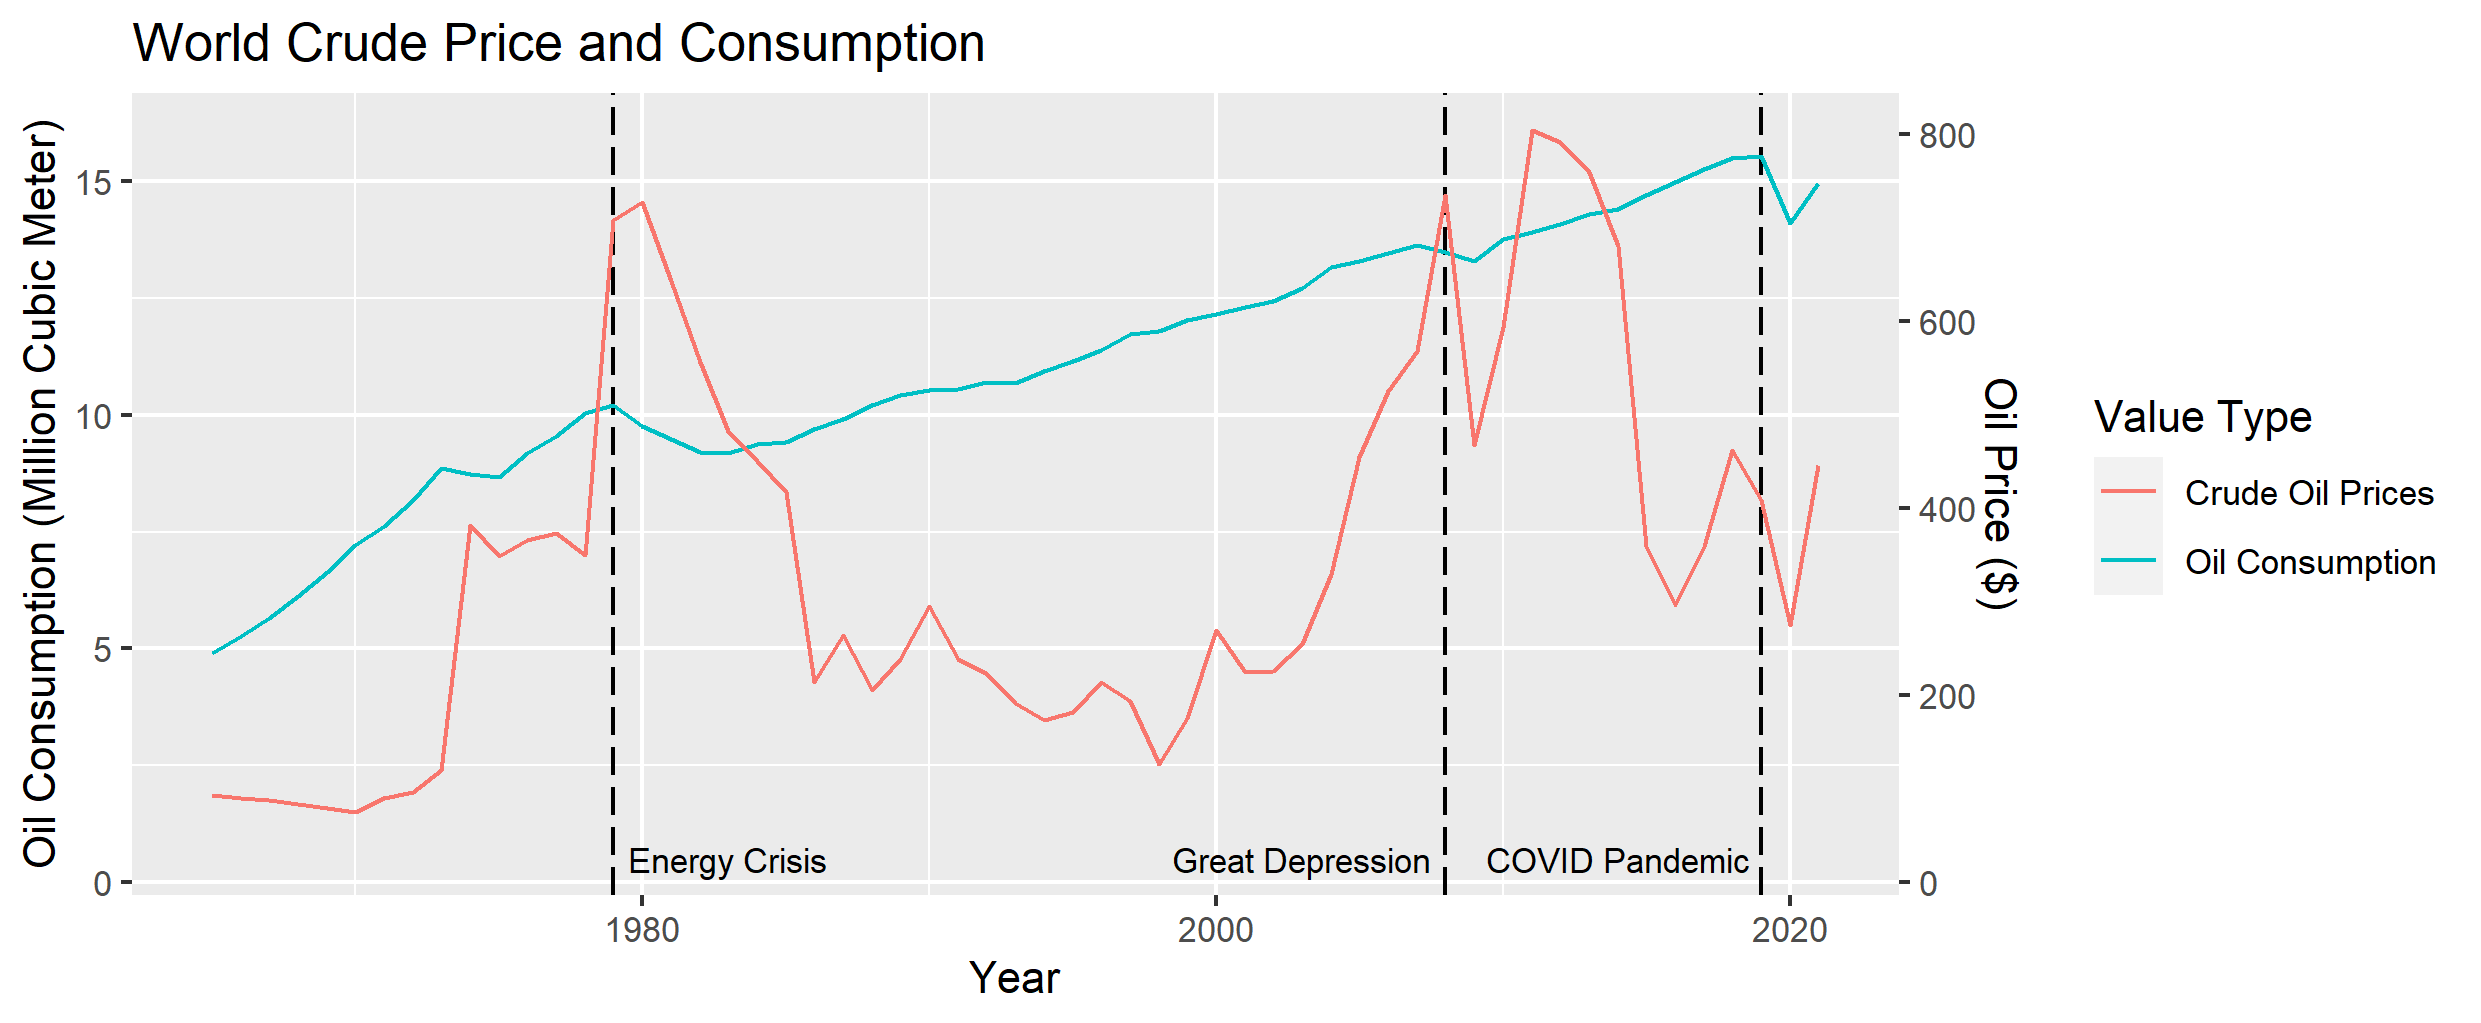 World Crude Price and Consumption
Oil Consumption (Million Cubic Meter)
15
10
5
0
800
600
400
200
0
Oil Price ($)
Energy Crisis
Great Depression
COVID Pandemic
1980
2000
2020
Year
Value Type
Crude Oil Prices
Oil Consumption